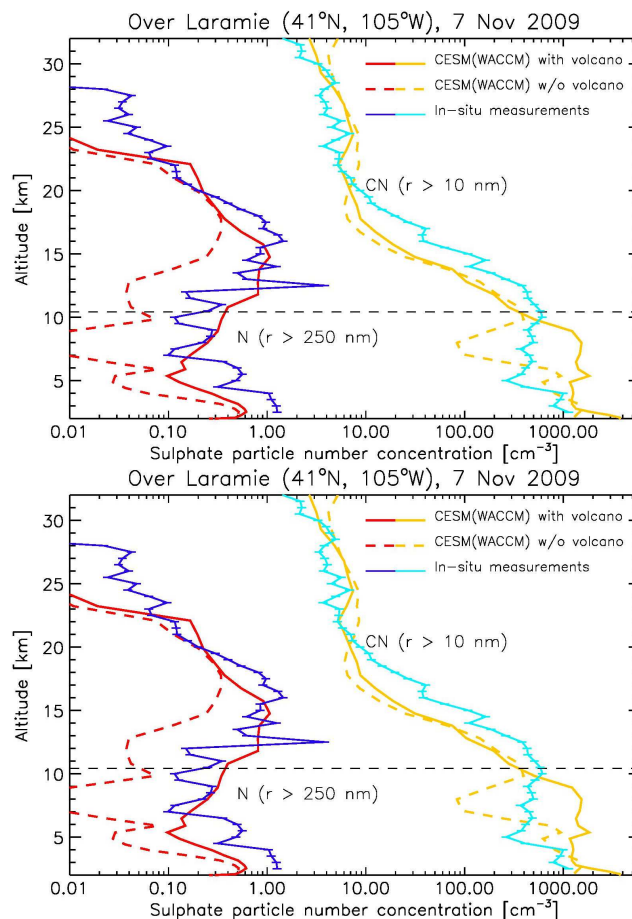 Over Laramie (41°N, 105°W), 7 Nov 2009
CESM(WACCM) with volcano
CESM(WACCM) w/o volcano
In-situ measurements
CN (r > 10 nm)
N (r > 250 nm)
Altitude [km]
30
25
20
15
10
5
0.01 0.10 1.00 10.00 100.00 1000.00
Sulphate particle number concentration [cm⁻³]
Over Laramie (41°N, 105°W), 7 Nov 2009
CESM(WACCM) with volcano
CESM(WACCM) w/o volcano
In-situ measurements
CN (r > 10 nm)
N (r > 250 nm)
Altitude [km]
30
25
20
15
10
5
0.01 0.10 1.00 10.00 100.00 1000.00
Sulphate particle number concentration [cm⁻³]